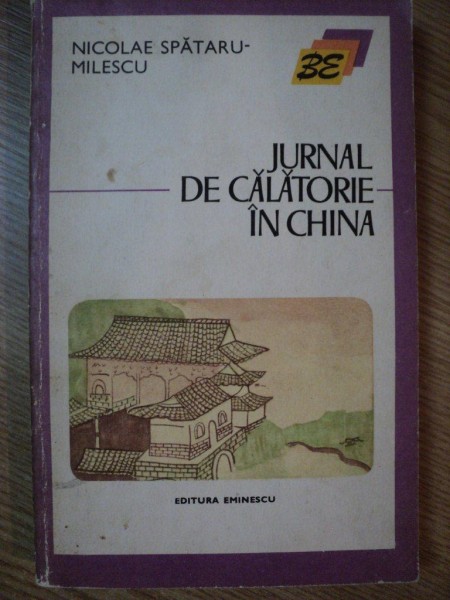 NICOLAE SPĂTARU-
MILESCU
BE
JURNAL
DE CĂLĂTORIE
ÎN CHINA
EDITURA EMINESCU